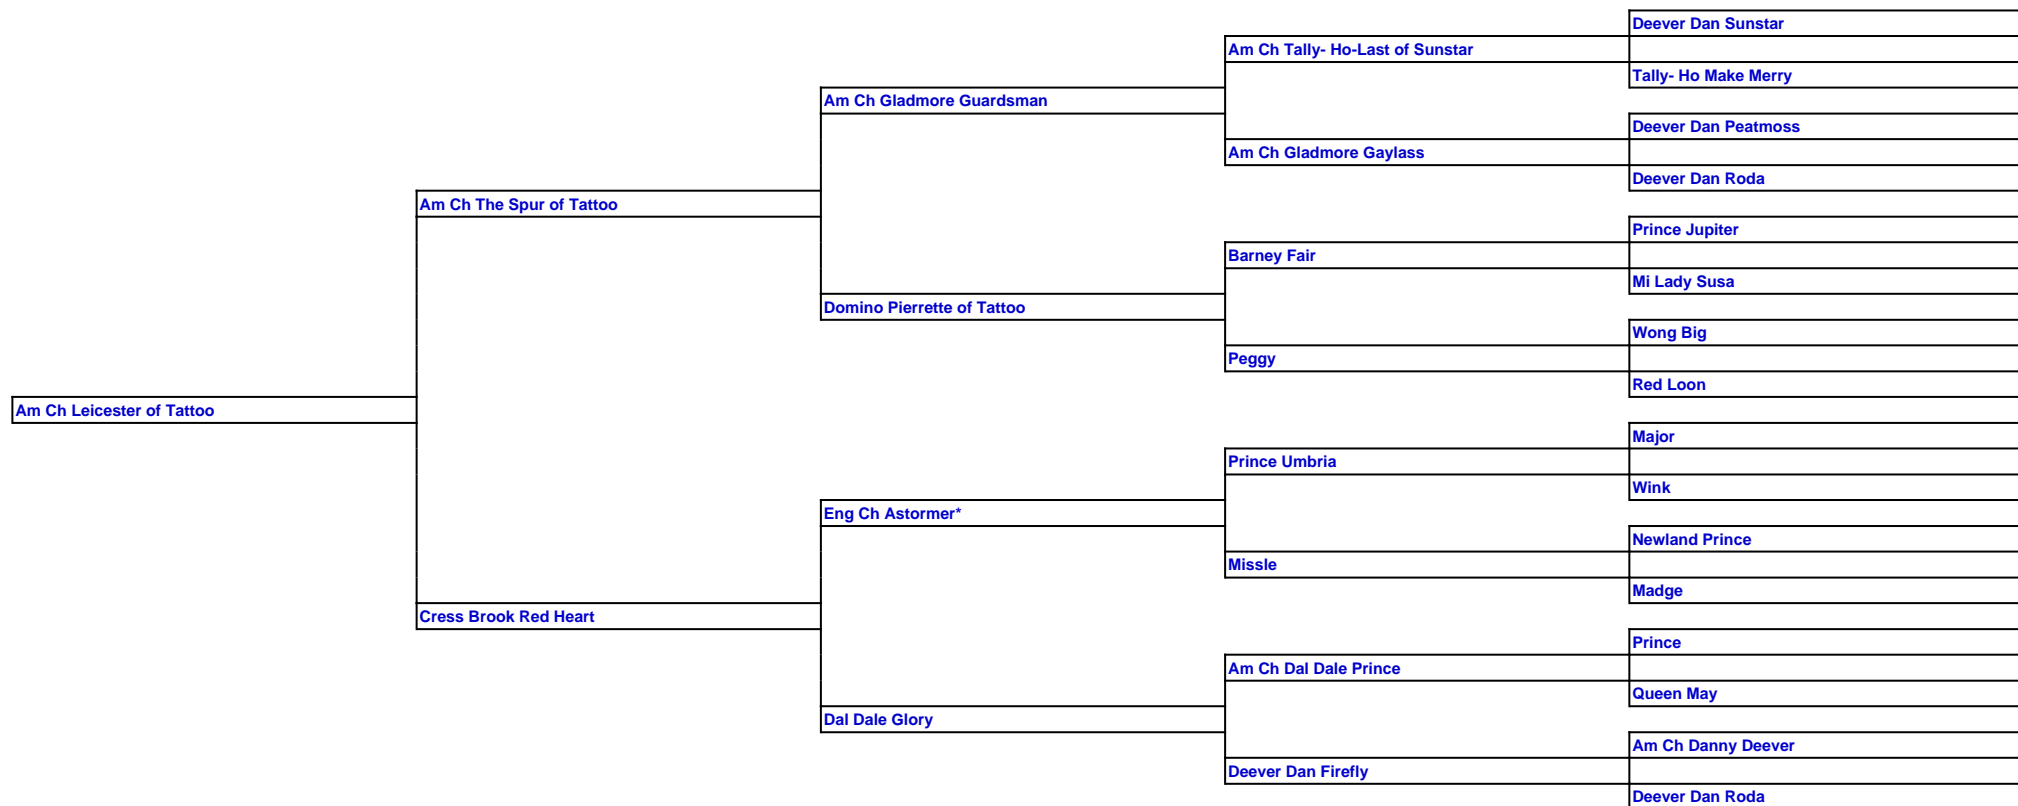 Deever Dan Sunstar
Am Ch Tally- Ho-Last of Sunstar
Tally- Ho Make Merry
Am Ch Gladmore Guardsman
Deever Dan Peatmoss
Am Ch Gladmore Gaylass
Deever Dan Roda
Am Ch The Spur of Tattoo
Prince Jupiter
Barney Fair
Mi Lady Susa
Domino Pierrette of Tattoo
Wong Big
Peggy
Red Loon
Am Ch Leicester of Tattoo
Major
Prince Umbria
Wink
Eng Ch Astormer*
Newland Prince
Missle
Madge
Cress Brook Red Heart
Prince
Am Ch Dal Dale Prince
Queen May
Dal Dale Glory
Am Ch Danny Deever
Deever Dan Firefly
Deever Dan Roda